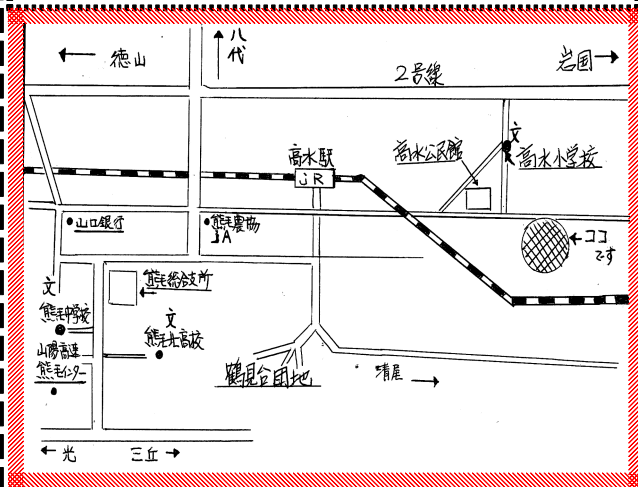 徳山
八代
2号線
岩国
高水駅
JR
高水公民館
文
高水小学校
山口銀行
熊毛農協
JA
ココ
です
熊毛総合支所
文
熊毛中学校
文
熊毛北高校
山陽高速
熊毛インター
鶴見台団地
清尾
光
三丘